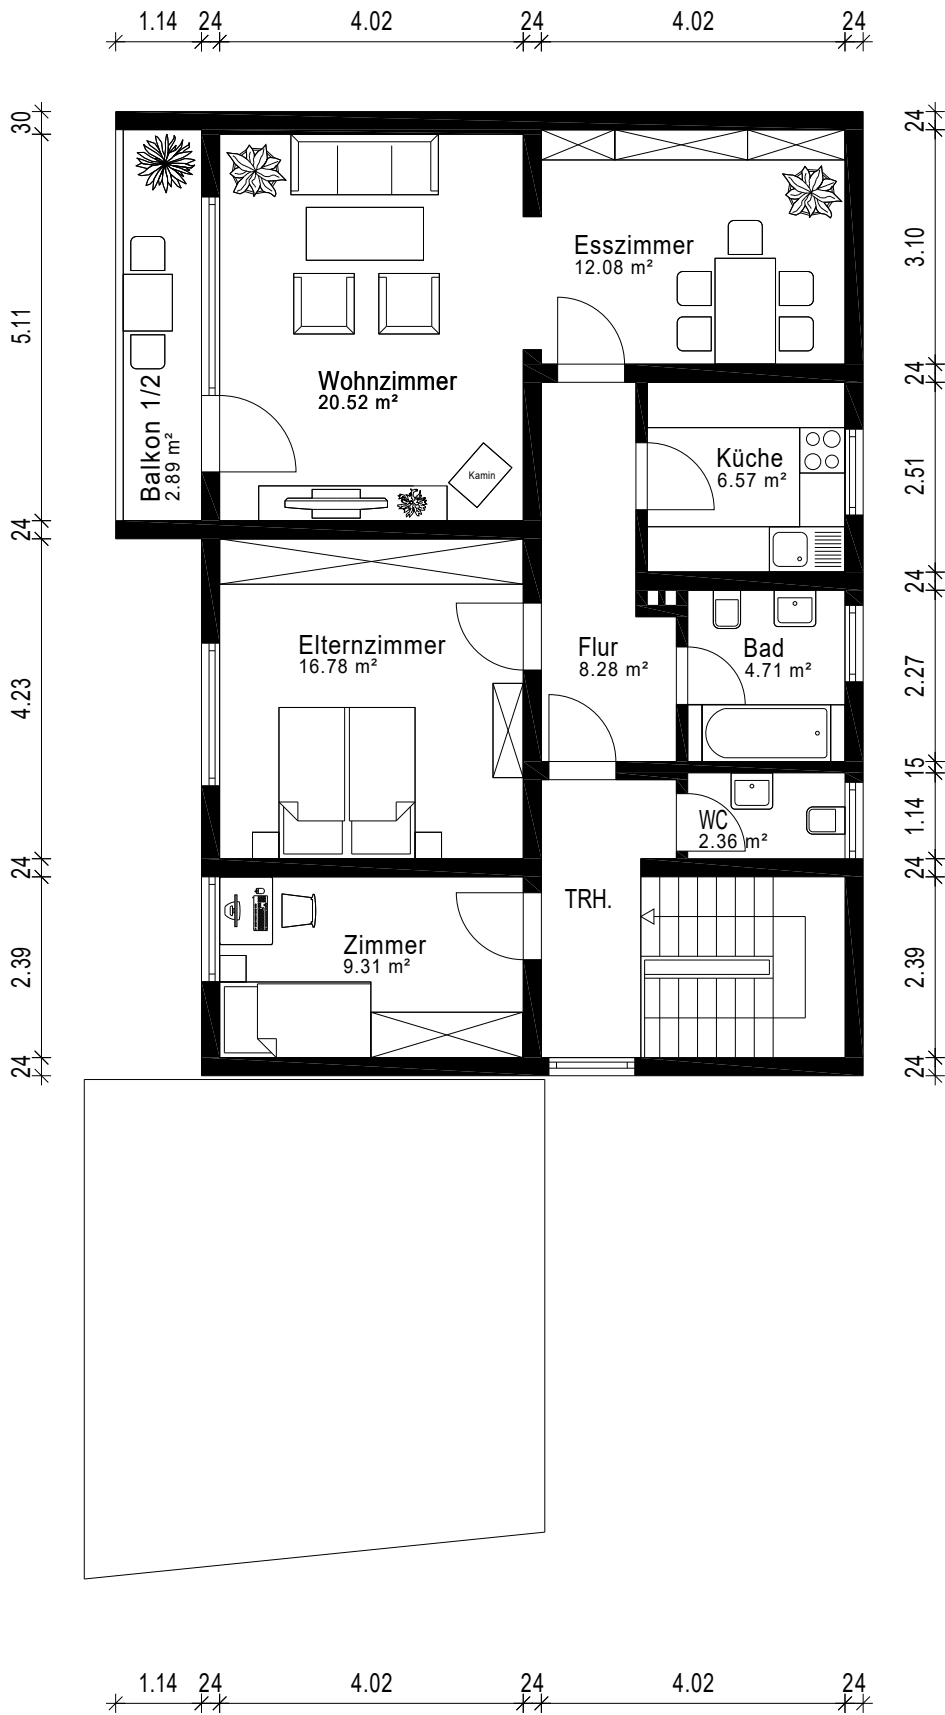 1.14 24 4.02 24 4.02 24
30
24
5.11
3.10
Esszimmer
12.08 m²
Wohnzimmer
20.52 m²
24
Balkon 1/2
2.89 m²
Kamin
Küche
6.57 m²
2.51
24
24
Elternzimmer
16.78 m²
Flur
8.28 m²
Bad
4.71 m²
4.23
2.27
15
WC
2.36 m²
1.14
24
24
TRH.
Zimmer
9.31 m²
2.39
2.39
24
24
1.14 24 4.02 24 4.02 24